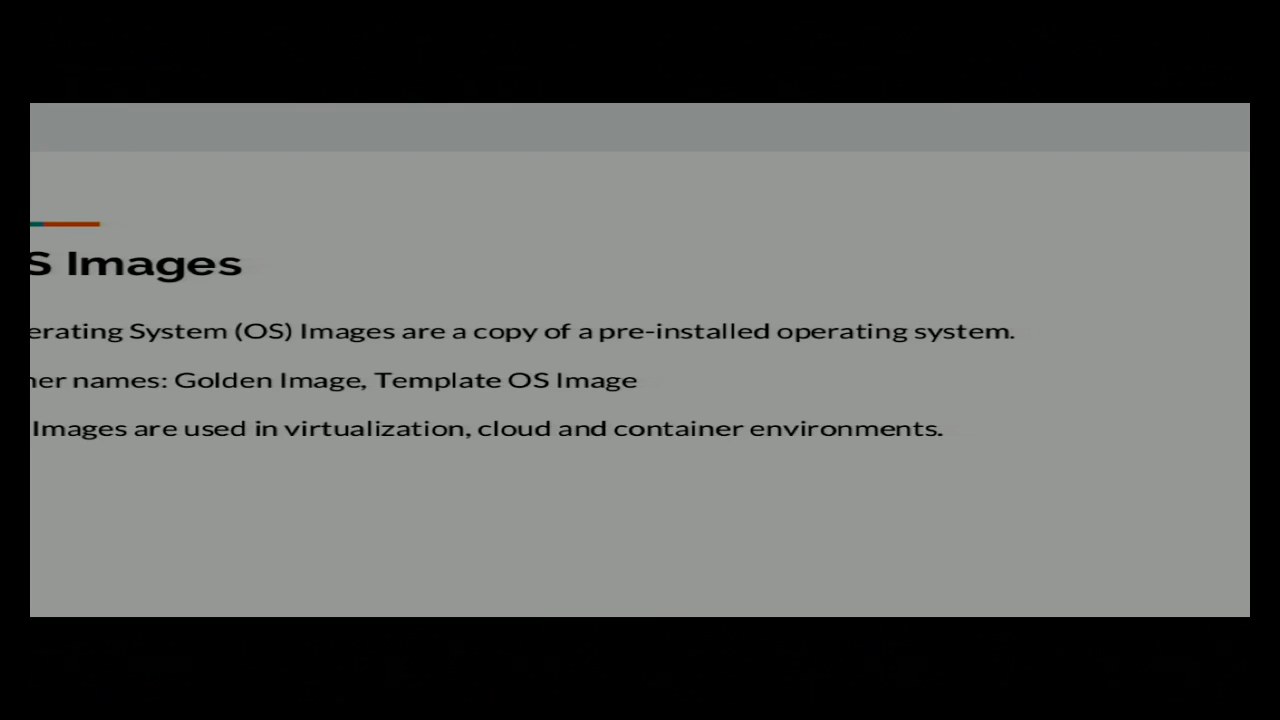 S Images
erating System (OS) Images are a copy of a pre-installed operating system.
her names: Golden Image, Template OS Image
Images are used in virtualization, cloud and container environments.